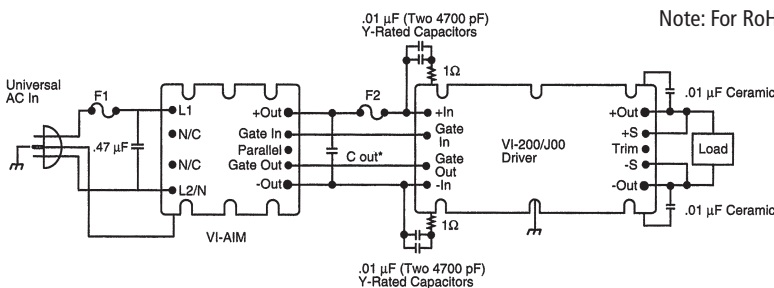 .01 µF (Two 4700 pF)
Y-Rated Capacitors
Note: For RoH
1Ω
Universal
AC In
F1
.47 µF
L1
N/C
N/C
L2/N
+Out
Gate In
Parallel
Gate Out
-Out
VI-AIM
F2
C out*
+In
Gate
In
Gate
Out
-In
VI-200/J00
Driver
+Out
+S
Trim
-S
-Out
.01 µF Ceramic
Load
.01 µF Ceramic
1Ω
.01 µF (Two 4700 pF)
Y-Rated Capacitors